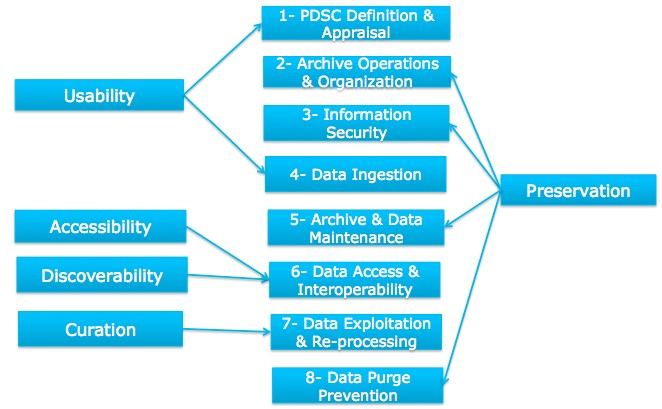 1- PDSC Definition &
Appraisal
2- Archive Operations
& Organization
Usability
3- Information
Security
4- Data Ingestion
Preservation
Accessibility
5- Archive & Data
Maintenance
Discoverability
6- Data Access &
Interoperability
Curation
7- Data Exploitation
& Re-processing
8- Data Purge
Prevention